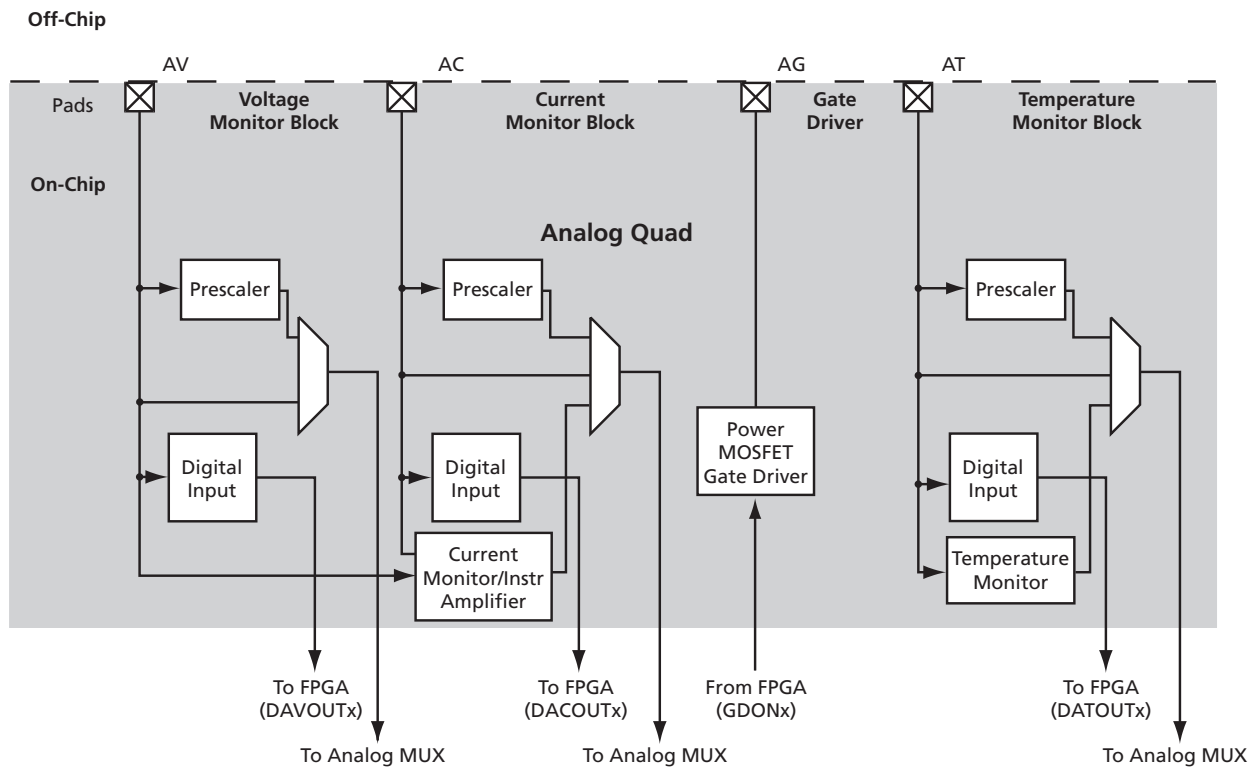 Off-Chip
AV
AC
AG
AT
Pads
Voltage
Monitor Block
Current
Monitor Block
Gate
Driver
Temperature
Monitor Block
On-Chip
Analog Quad
Prescaler
Prescaler
Prescaler
Digital
Input
Digital
Input
Power
MOSFET
Gate Driver
Digital
Input
Current
Monitor/Instr
Amplifier
Temperature
Monitor
To FPGA
(DAVOUTx)
To FPGA
(DACOUTx)
From FPGA
(GDONx)
To FPGA
(DATOUTx)
To Analog MUX
To Analog MUX
To Analog MUX